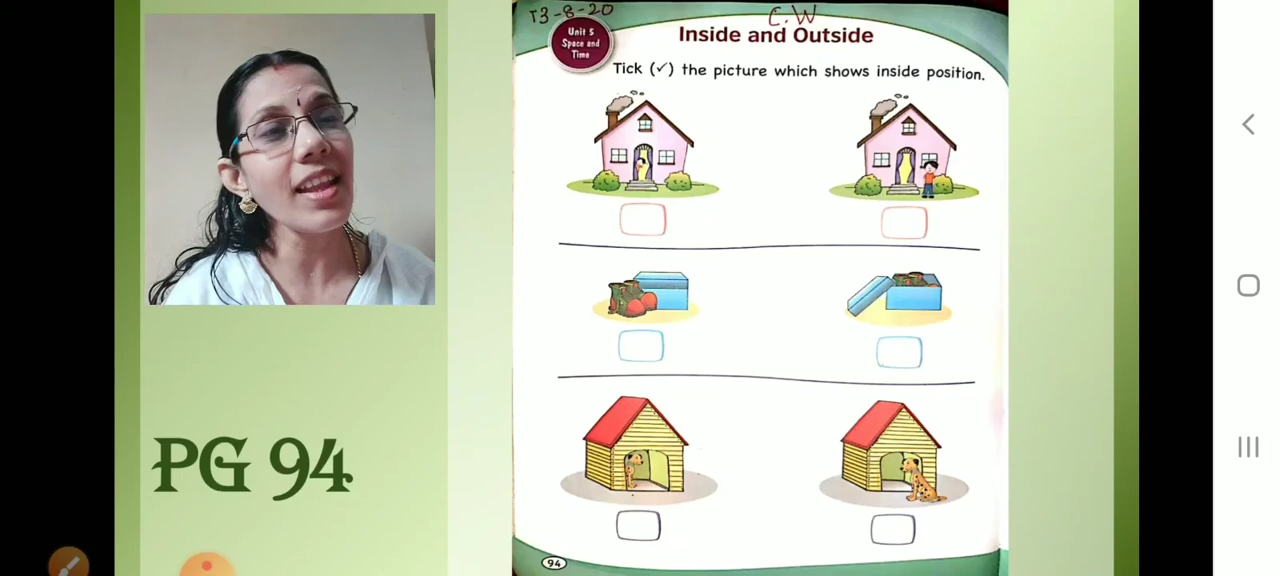 T3-8-20
C.W
Unit 5
Space and
Time
Inside and Outside
Tick (✓) the picture which shows inside position.
PG 94
94